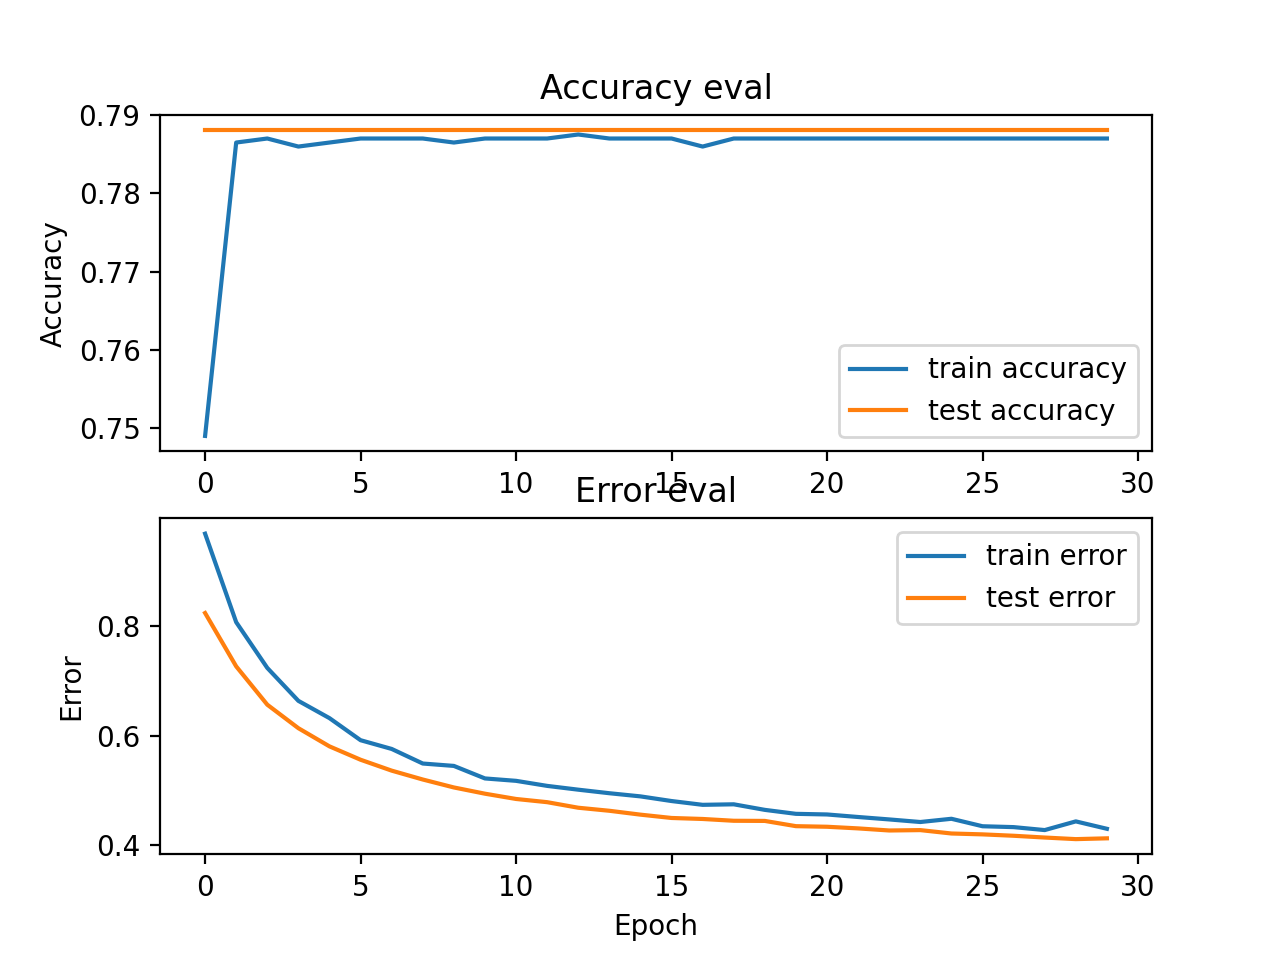 Accuracy eval
Accuracy
0.79
0.78
0.77
0.76
0.75
train accuracy
test accuracy
0 5 10 15 20 25 30
Error eval
Error
0.8
0.6
0.4
train error
test error
0 5 10 15 20 25 30
Epoch